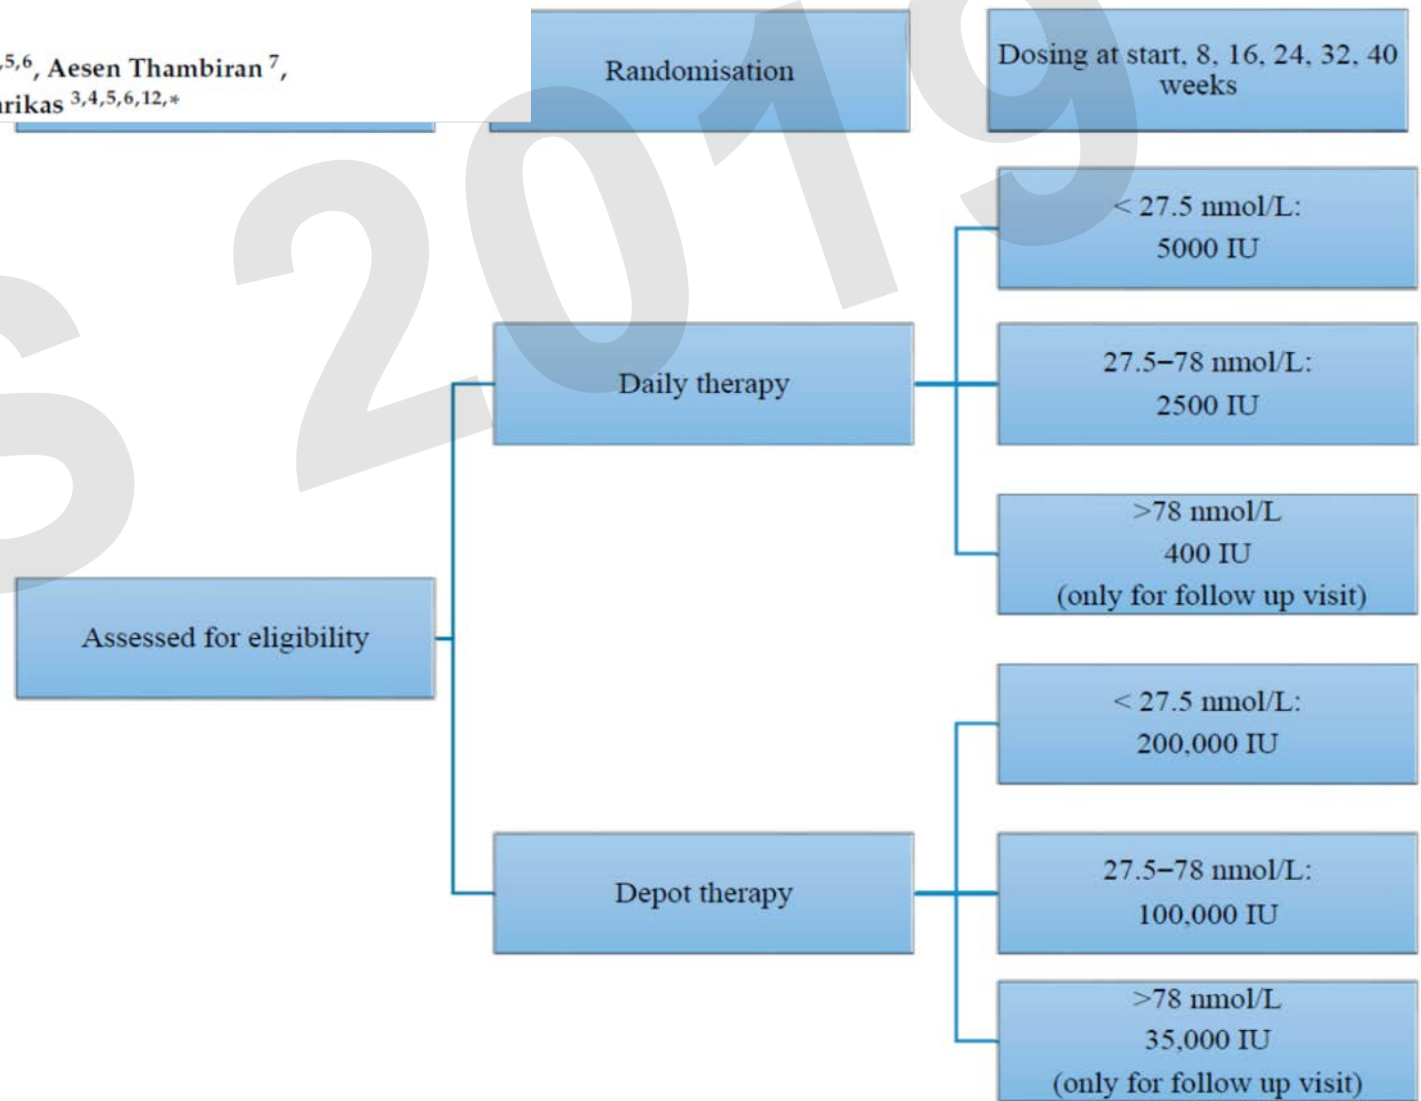 ,5,6, Aesen Thambiran 7,
rikas 3,4,5,6,12,*
Randomisation
Dosing at start, 8, 16, 24, 32, 40
weeks
< 27.5 nmol/L:
5000 IU
27.5–78 nmol/L:
2500 IU
>78 nmol/L
400 IU
(only for follow up visit)
Daily therapy
Assessed for eligibility
< 27.5 nmol/L:
200,000 IU
27.5–78 nmol/L:
100,000 IU
>78 nmol/L
35,000 IU
(only for follow up visit)
Depot therapy
S 2019